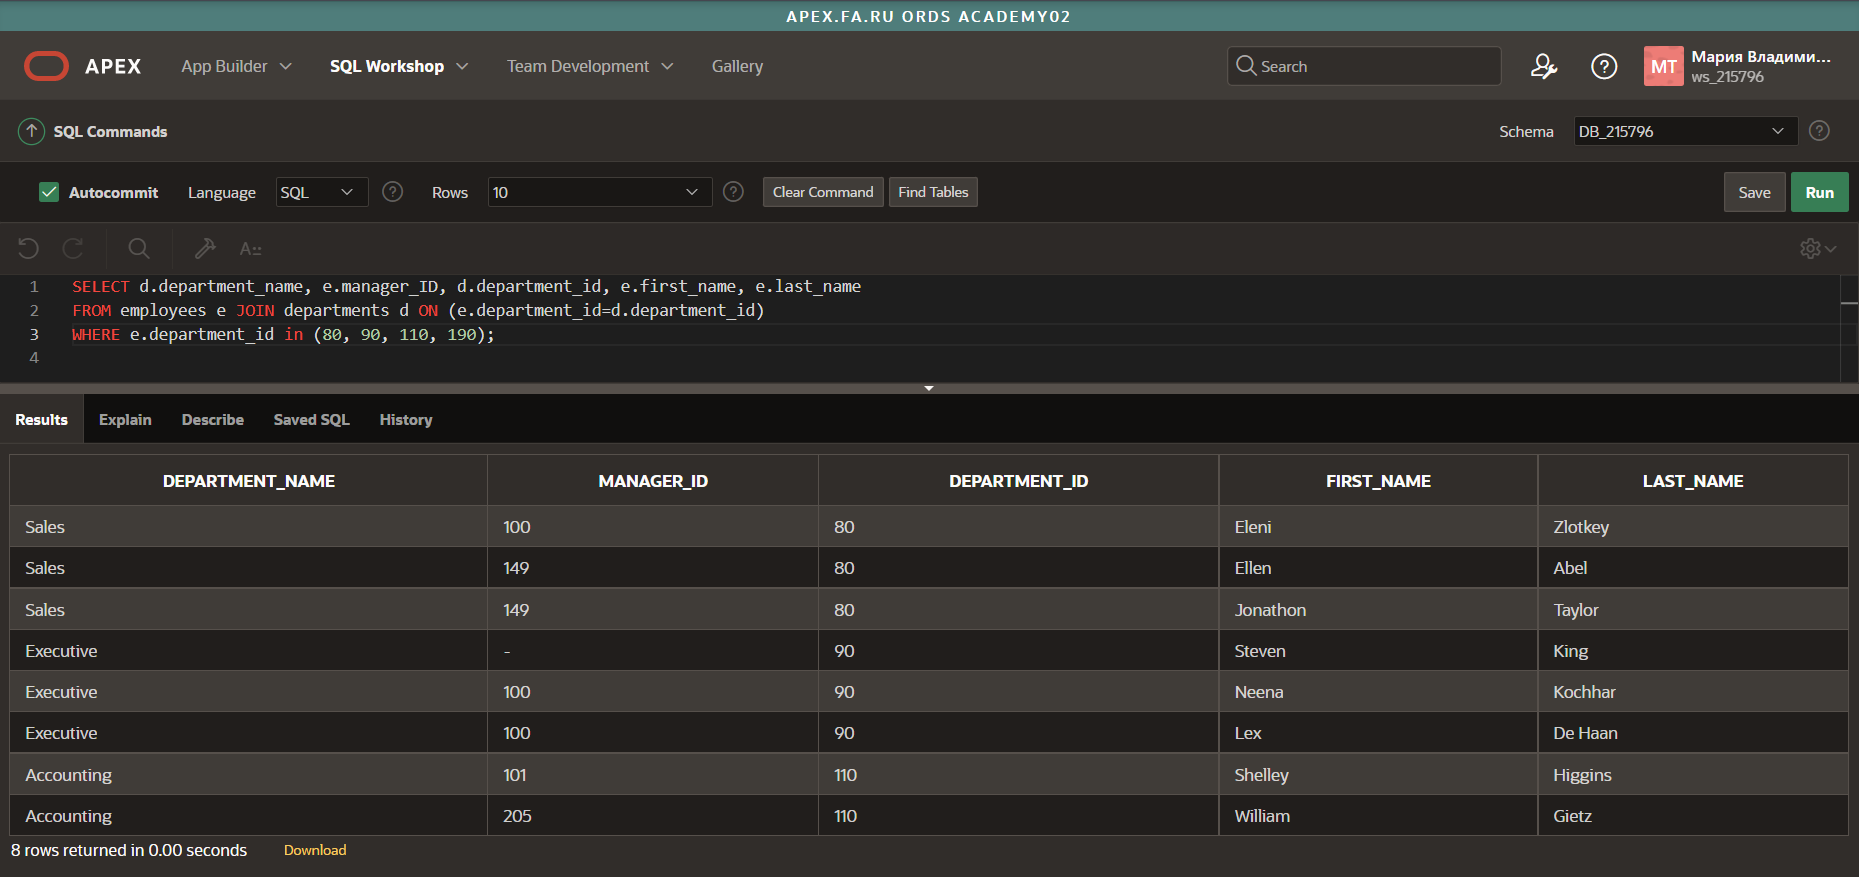 APEX.FA.RU ORDS ACADEMY02
APEX App Builder SQL Workshop Team Development Gallery Search MT Мария Владими...
ws_215796
SQL Commands Schema DB_215796
Autocommit Language SQL Rows 10 Clear Command Find Tables Save Run
A::
1 SELECT d.department_name, e.manager_ID, d.department_id, e.first_name, e.last_name
2 FROM employees e JOIN departments d ON (e.department_id=d.department_id)
3 WHERE e.department_id in (80, 90, 110, 190);
4
Results Explain Describe Saved SQL History
DEPARTMENT_NAME MANAGER_ID DEPARTMENT_ID FIRST_NAME LAST_NAME
Sales 100 80 Eleni Zlotkey
Sales 149 80 Ellen Abel
Sales 149 80 Jonathon Taylor
Executive - 90 Steven King
Executive 100 90 Neena Kochhar
Executive 100 90 Lex De Haan
Accounting 101 110 Shelley Higgins
Accounting 205 110 William Gietz
8 rows returned in 0.00 seconds Download